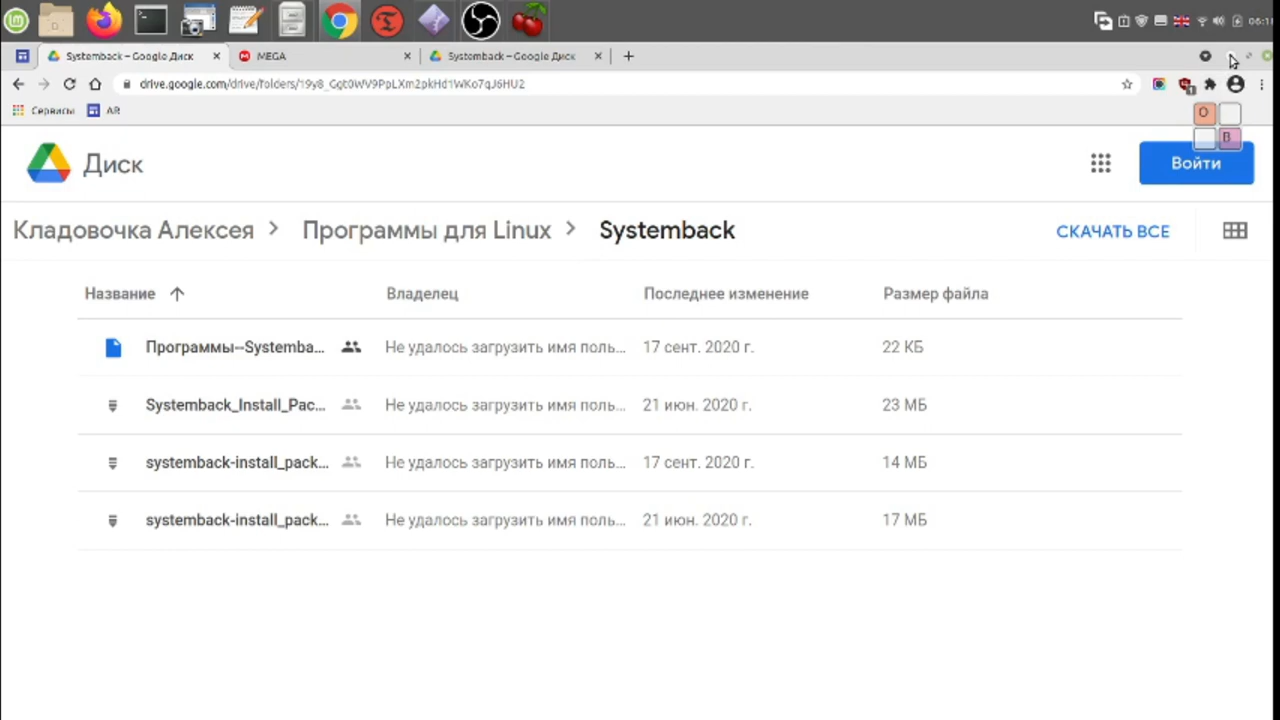 Systemback – Google Диск
MEGA
Systemback – Google Диск
drive.google.com/drive/folders/19y8_Gqt0WV9PpLXm2pkHd1WKo7qJ6HU2
Сервисы
AR
O
B
Диск
Войти
Кладовочка Алексея
Программы для Linux
Systemback
СКАЧАТЬ ВСЕ
Название Владелец Последнее изменение Размер файла
Программы--Systemba... Не удалось загрузить имя поль... 17 сент. 2020 г. 22 КБ
Systemback_Install_Pac... Не удалось загрузить имя поль... 21 июн. 2020 г. 23 МБ
systemback-install_pack... Не удалось загрузить имя поль... 17 сент. 2020 г. 14 МБ
systemback-install_pack... Не удалось загрузить имя поль... 21 июн. 2020 г. 17 МБ